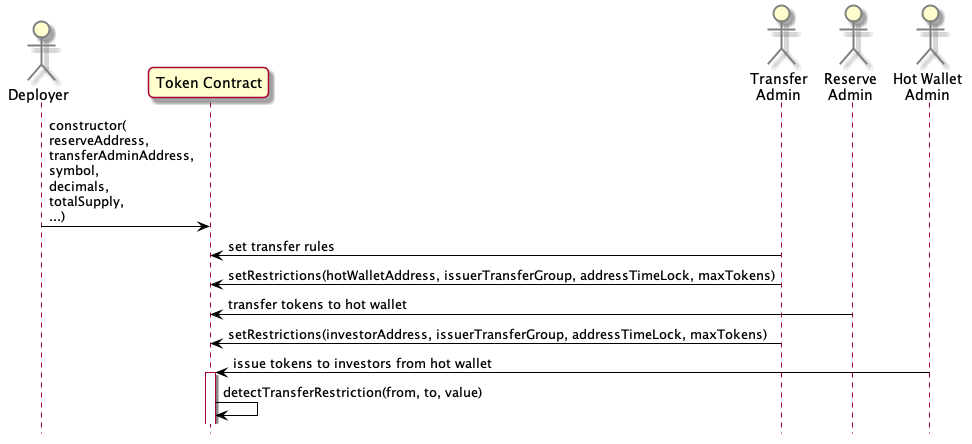 Deployer
Token Contract
Transfer
Admin
Reserve
Admin
Hot Wallet
Admin
constructor(
reserveAddress,
transferAdminAddress,
symbol,
decimals,
totalSupply,
...)
set transfer rules
setRestrictions(hotWalletAddress, issuerTransferGroup, addressTimeLock, maxTokens)
transfer tokens to hot wallet
setRestrictions(investorAddress, issuerTransferGroup, addressTimeLock, maxTokens)
issue tokens to investors from hot wallet
detectTransferRestriction(from, to, value)